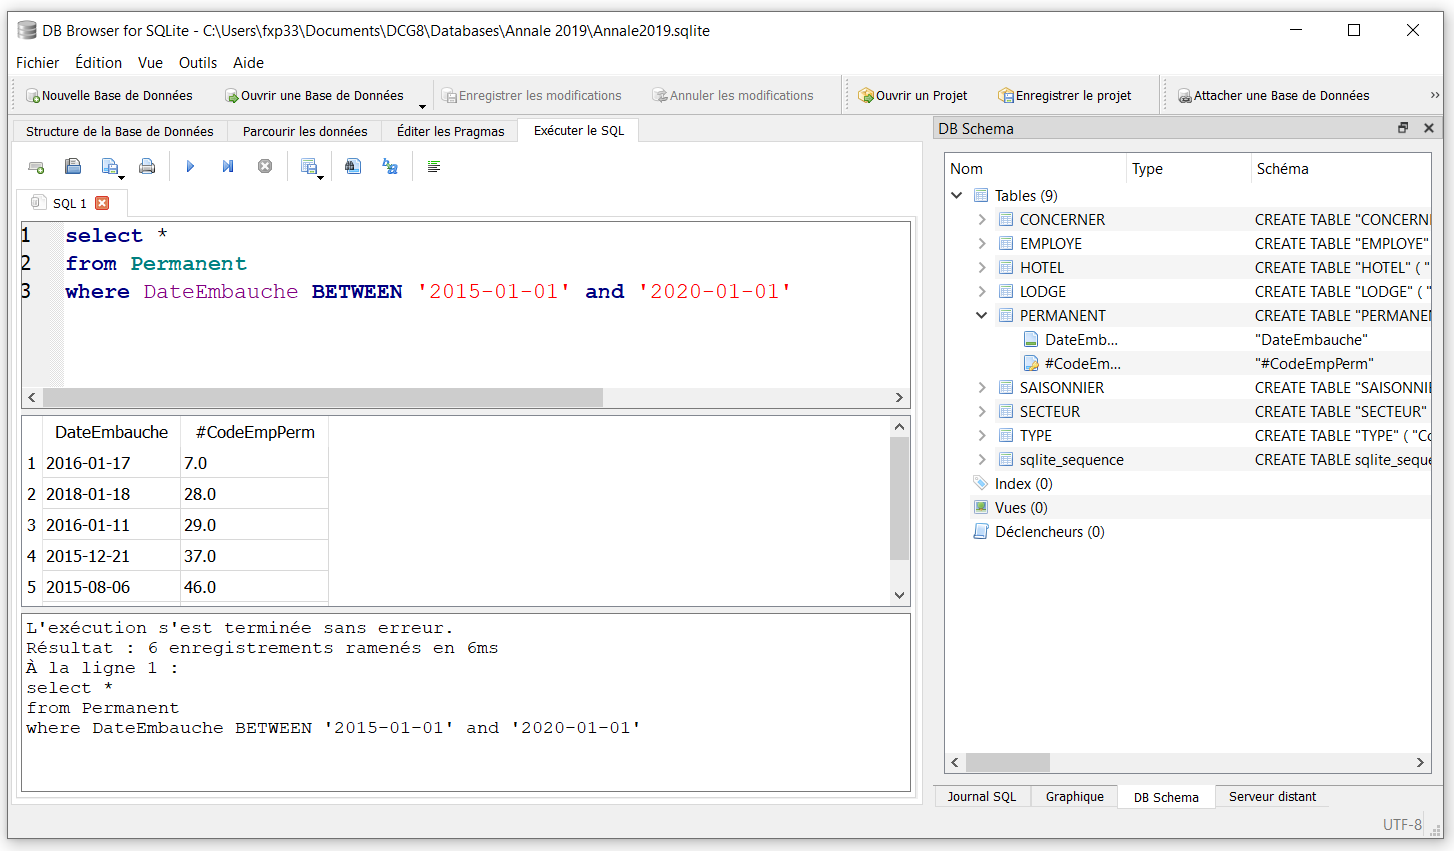 DB Browser for SQLite - C:\Users\fxp33\Documents\DCG8\Databases\Annale 2019\Annale2019.sqlite
Fichier Édition Vue Outils Aide
Nouvelle Base de Données Ouvrir une Base de Données Enregistrer les modifications Annuler les modifications Ouvrir un Projet Enregistrer le projet Attacher une Base de Données »
Structure de la Base de Données Parcourir les données Éditer les Pragmas Exécuter le SQL
SQL 1
1 select *
2 from Permanent
3 where DateEmbauche BETWEEN '2015-01-01' and '2020-01-01'
DateEmbauche #CodeEmpPerm
1 2016-01-17 7.0
2 2018-01-18 28.0
3 2016-01-11 29.0
4 2015-12-21 37.0
5 2015-08-06 46.0
L'exécution s'est terminée sans erreur.
Résultat : 6 enregistrements ramenés en 6ms
À la ligne 1 :
select *
from Permanent
where DateEmbauche BETWEEN '2015-01-01' and '2020-01-01'
DB Schema
Nom Type Schéma
Tables (9)
CONCERNER CREATE TABLE "CONCERNI
EMPLOYE CREATE TABLE "EMPLOYE"
HOTEL CREATE TABLE "HOTEL" ( "
LODGE CREATE TABLE "LODGE" ( "
PERMANENT CREATE TABLE "PERMANEN
DateEmb... "DateEmbauche"
#CodeEm... "#CodeEmpPerm"
SAISONNIER CREATE TABLE "SAISONNIE
SECTEUR CREATE TABLE "SECTEUR"
TYPE CREATE TABLE "TYPE" ( "Co
sqlite_sequence CREATE TABLE sqlite_seque
Index (0)
Vues (0)
Déclencheurs (0)
Journal SQL Graphique DB Schema Serveur distant
UTF-8